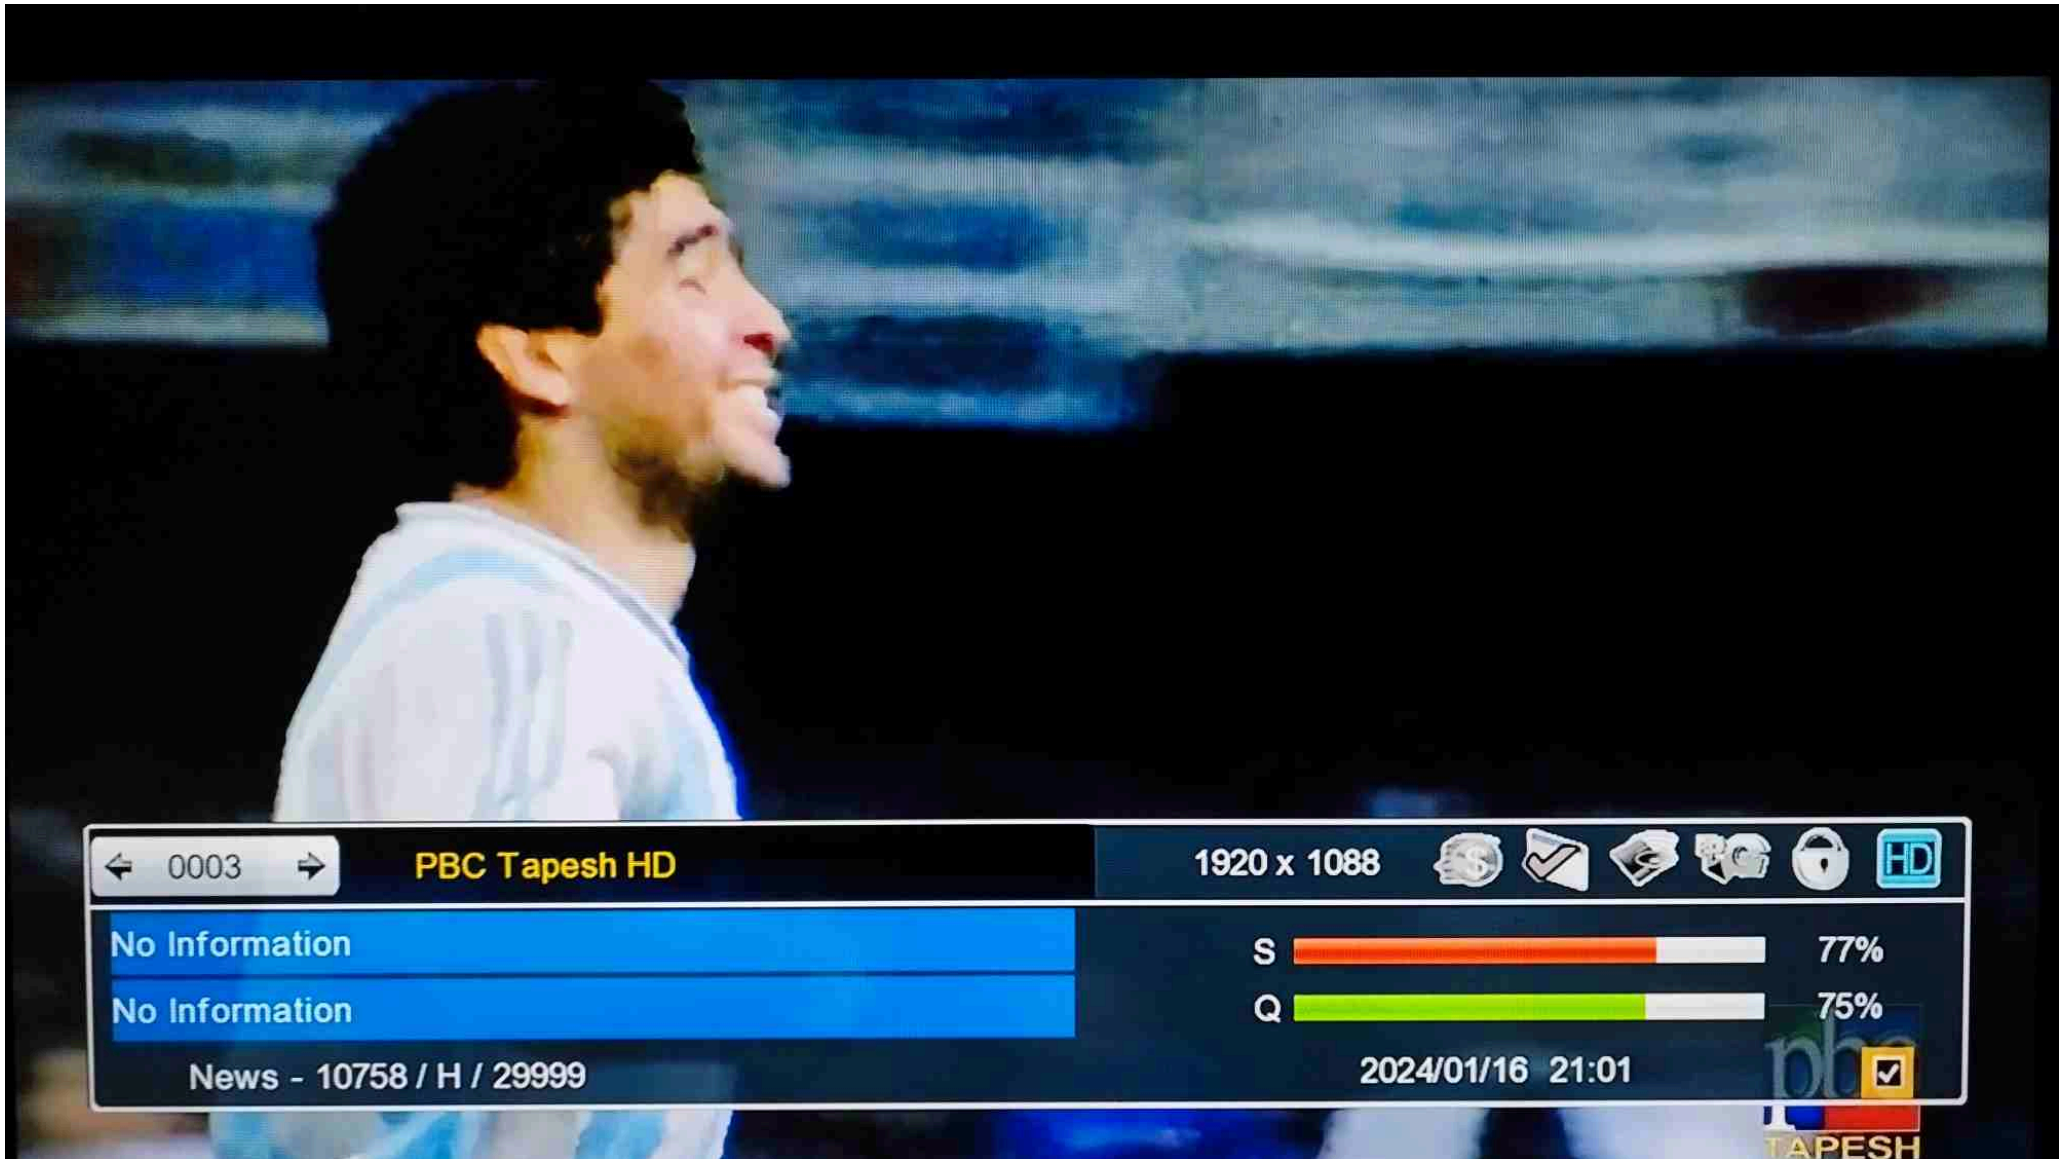 0003
PBC Tapesh HD
1920 x 1088
HD
No Information
No Information
S 77%
Q 75%
News - 10758 / H / 29999
2024/01/16 21:01
pbc
TAPESH